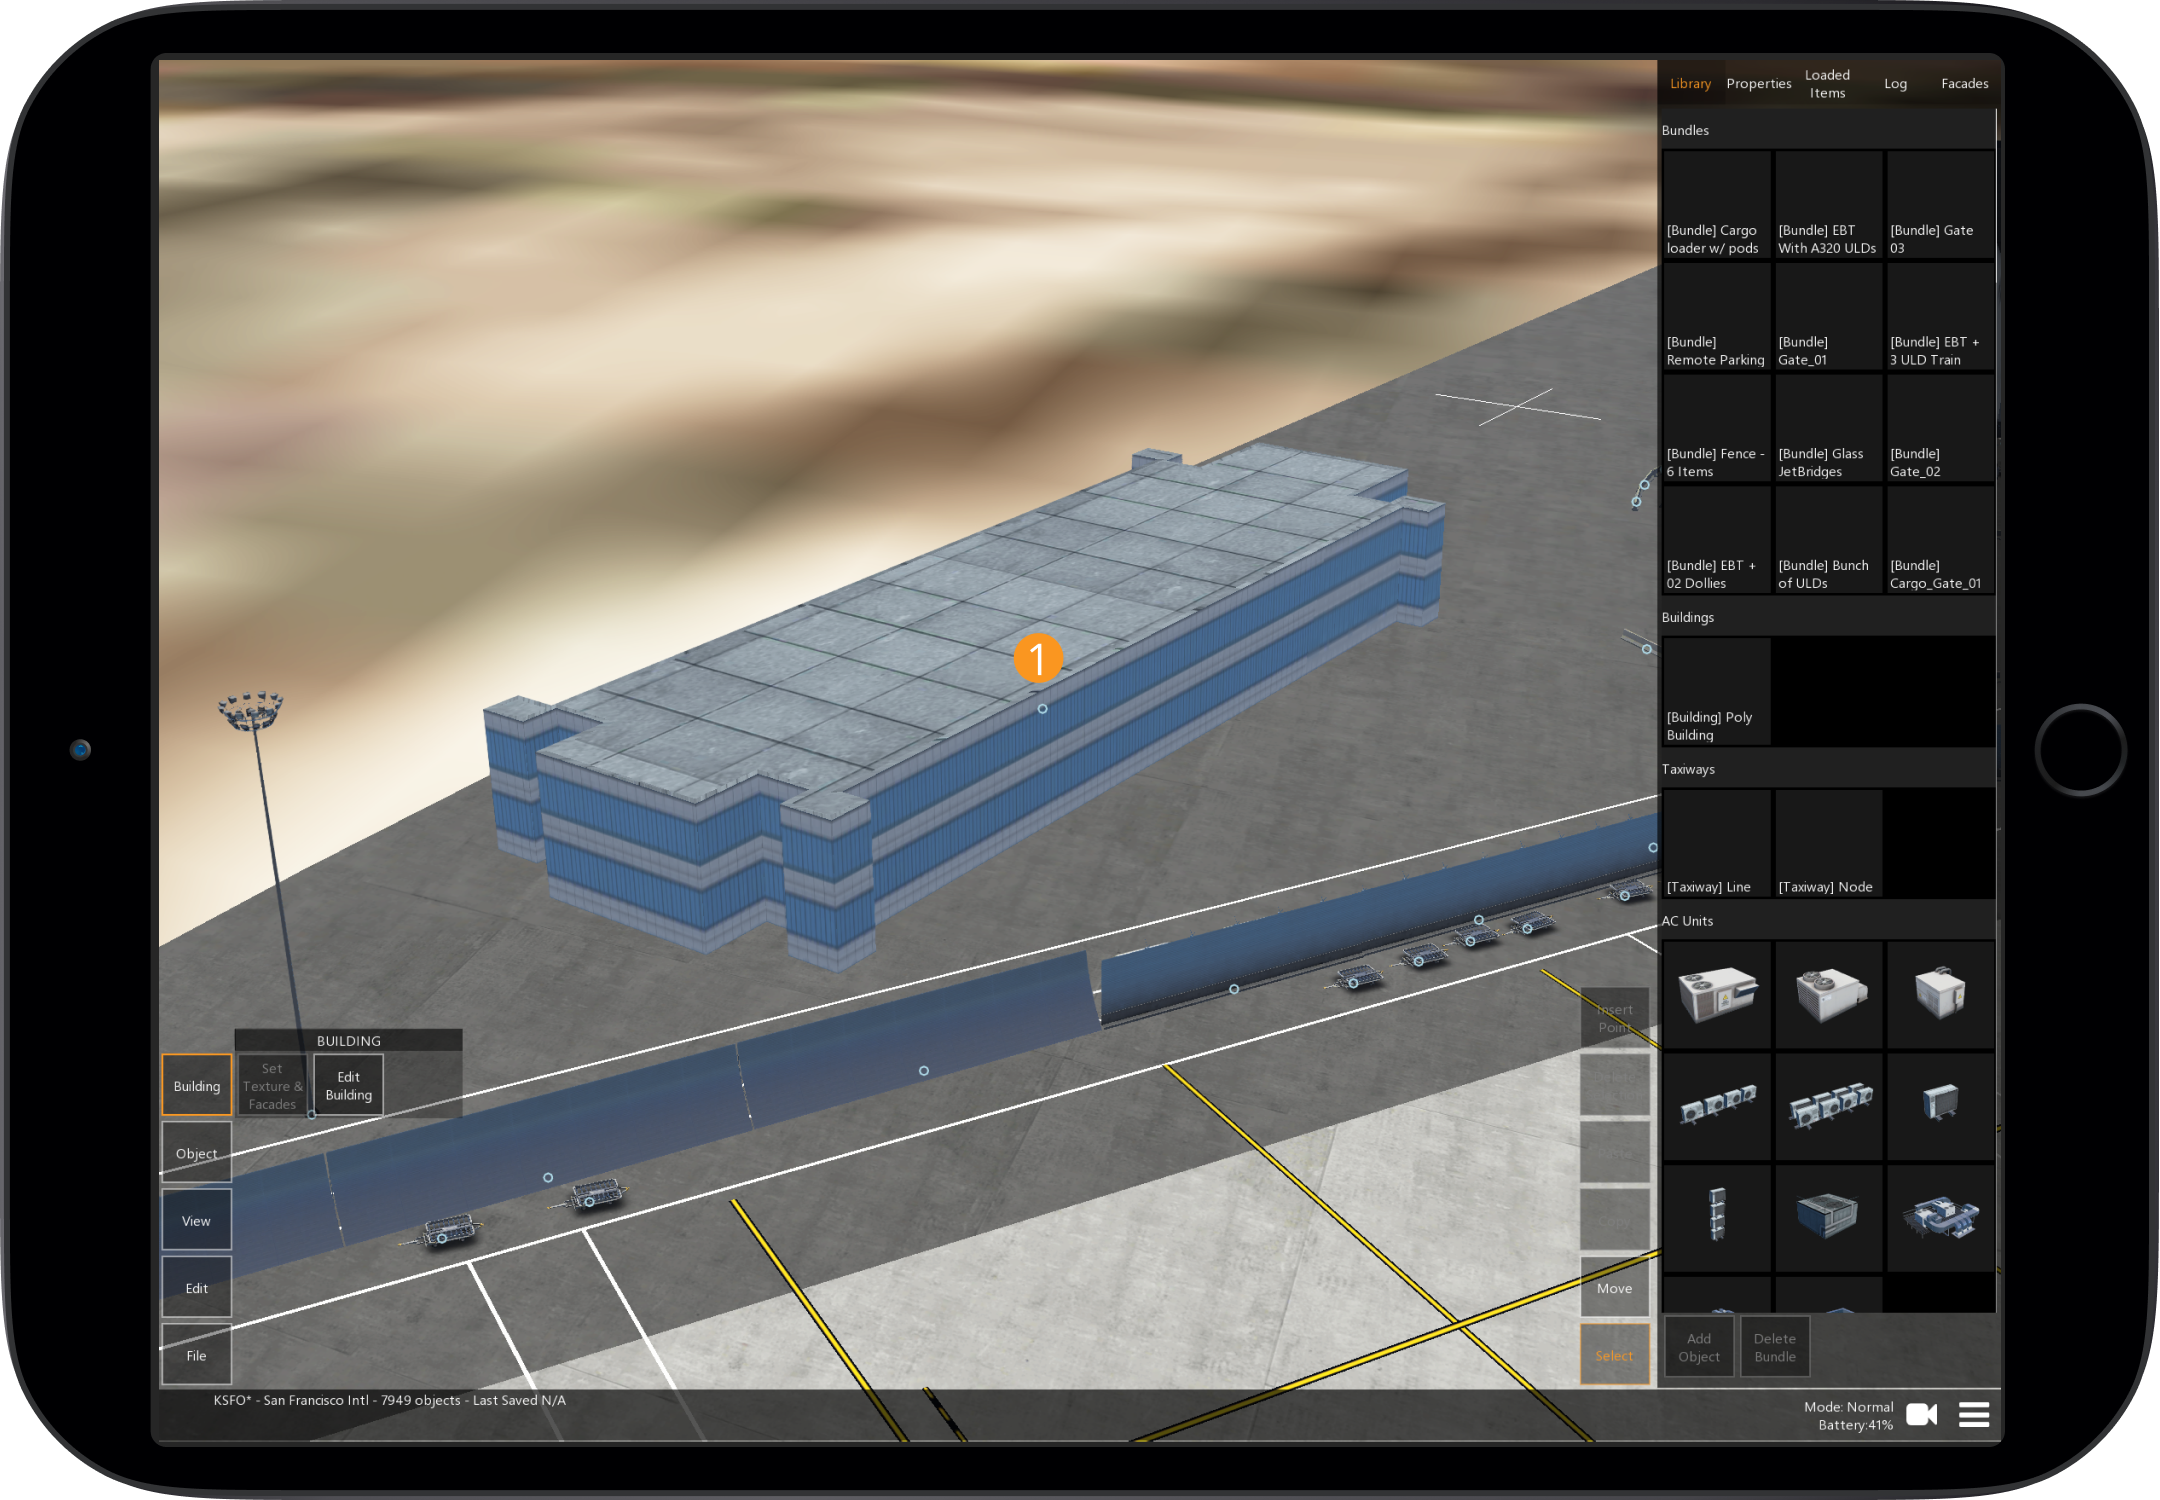 Library
Properties
Loaded
Items
Log
Facades
Bundles
[Bundle] Cargo
loader w/ pods
[Bundle] EBT
With A320 ULDs
[Bundle] Gate
03
[Bundle]
Remote Parking
[Bundle]
Gate_01
[Bundle] EBT +
3 ULD Train
[Bundle] Fence -
6 Items
[Bundle] Glass
JetBridges
[Bundle]
Gate_02
[Bundle] EBT +
02 Dollies
[Bundle] Bunch
of ULDs
[Bundle]
Cargo_Gate_01
Buildings
[Building] Poly
Building
Taxiways
[Taxiway] Line
[Taxiway] Node
AC Units
Add
Object
Delete
Bundle
1
BUILDING
Building
Set
Texture &
Facades
Edit
Building
Object
View
Edit
File
Insert
Point
Move
Select
KSFO* - San Francisco Intl - 7949 objects - Last Saved N/A
Mode: Normal
Battery:41%